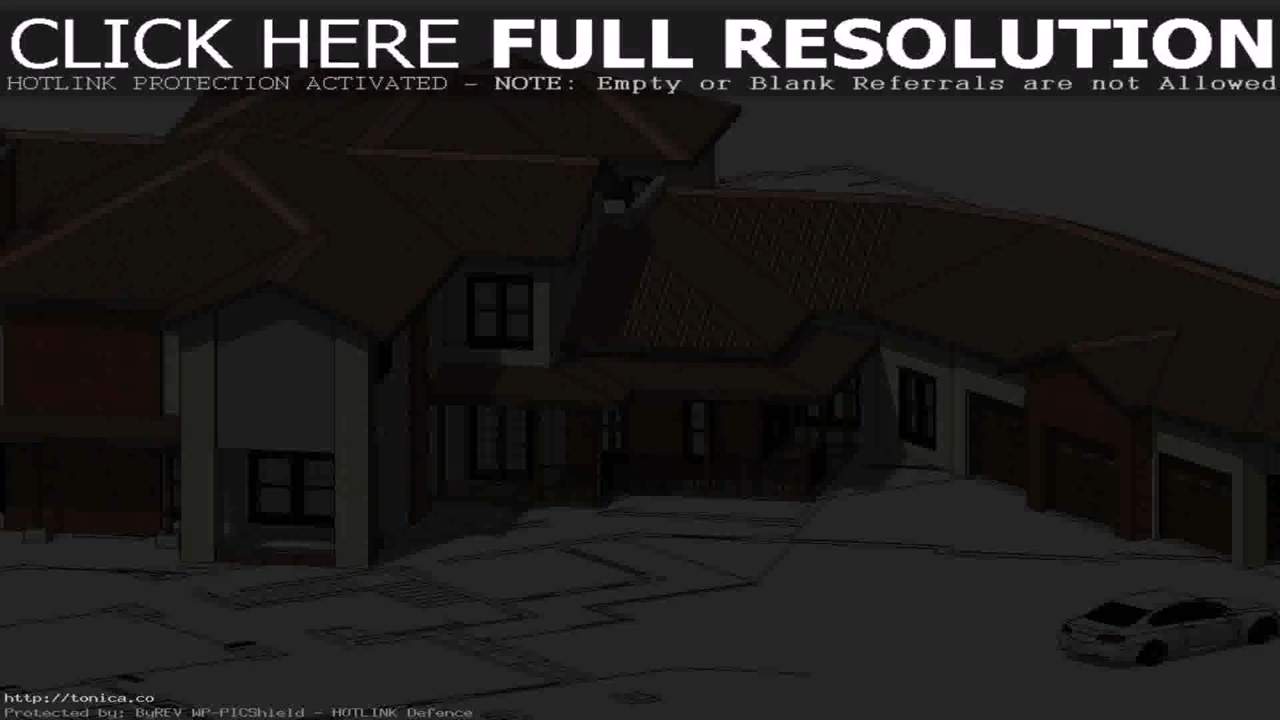 CLICK HERE FULL RESOLUTION
HOTLINK PROTECTION ACTIVATED – NOTE: Empty or Blank Referrals are not Allowed
http://tonica.co
Protected by: ByREV WP-PICShield – HOTLINK Defence